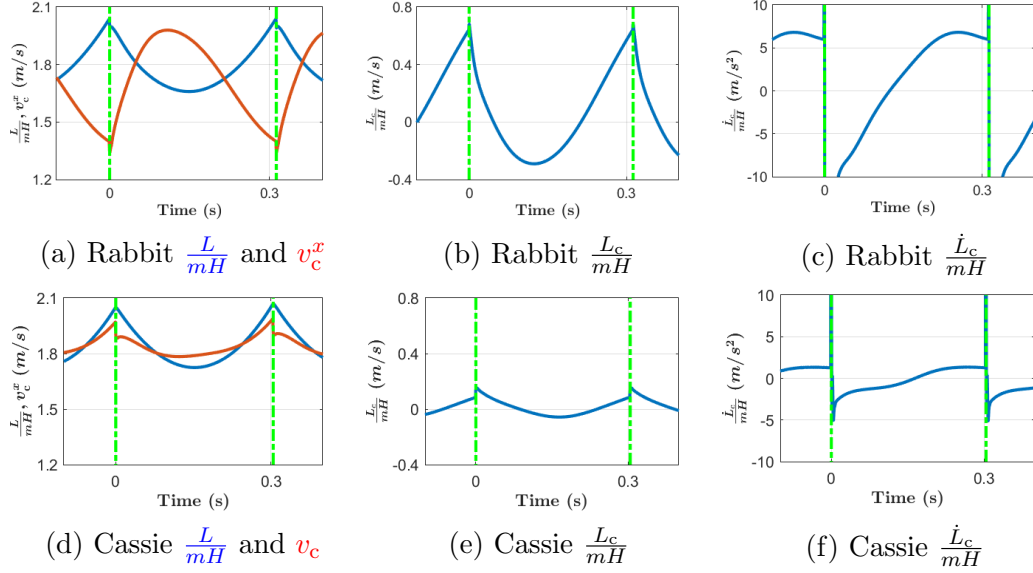 2.1
1.8
1.5
1.2
L/mH, v_c^x (m/s)
0
0.3
Time (s)
(a) Rabbit L/mH and v_c^x
0.8
0.4
0
-0.4
L_c/mH (m/s)
0
0.3
Time (s)
(b) Rabbit L_c/mH
10
5
0
-5
-10
L̇_c/mH (m/s²)
0
0.3
Time (s)
(c) Rabbit L̇_c/mH
2.1
1.8
1.5
1.2
L/mH, v_c^x (m/s)
0
0.3
Time (s)
(d) Cassie L/mH and v_c
0.8
0.4
0
-0.4
L_c/mH (m/s)
0
0.3
Time (s)
(e) Cassie L_c/mH
10
5
0
-5
-10
L̇_c/mH (m/s²)
0
0.3
Time (s)
(f) Cassie L̇_c/mH